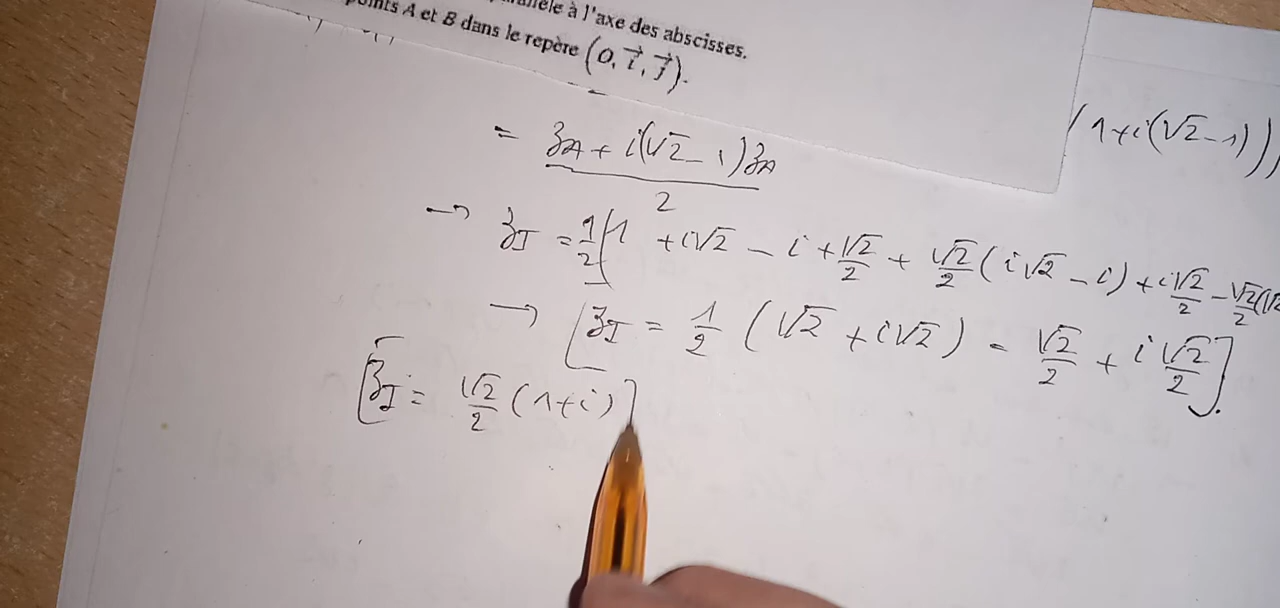 à l'axe des abscisses.
points A et B dans le repère (O, i⃗, j⃗).
/ 1+i(√2-1)))
= (z_A + i(√2 - 1)z_A)/2
→ z_I = 1/2 (1 + i√2 - i + √2/2 + √2/2 (i√2 - i) + i√2/2 - √2/2 (√2
→ [z_I = 1/2 (√2 + i√2) = √2/2 + i √2/2].
[z_I = √2/2 (1+i)]